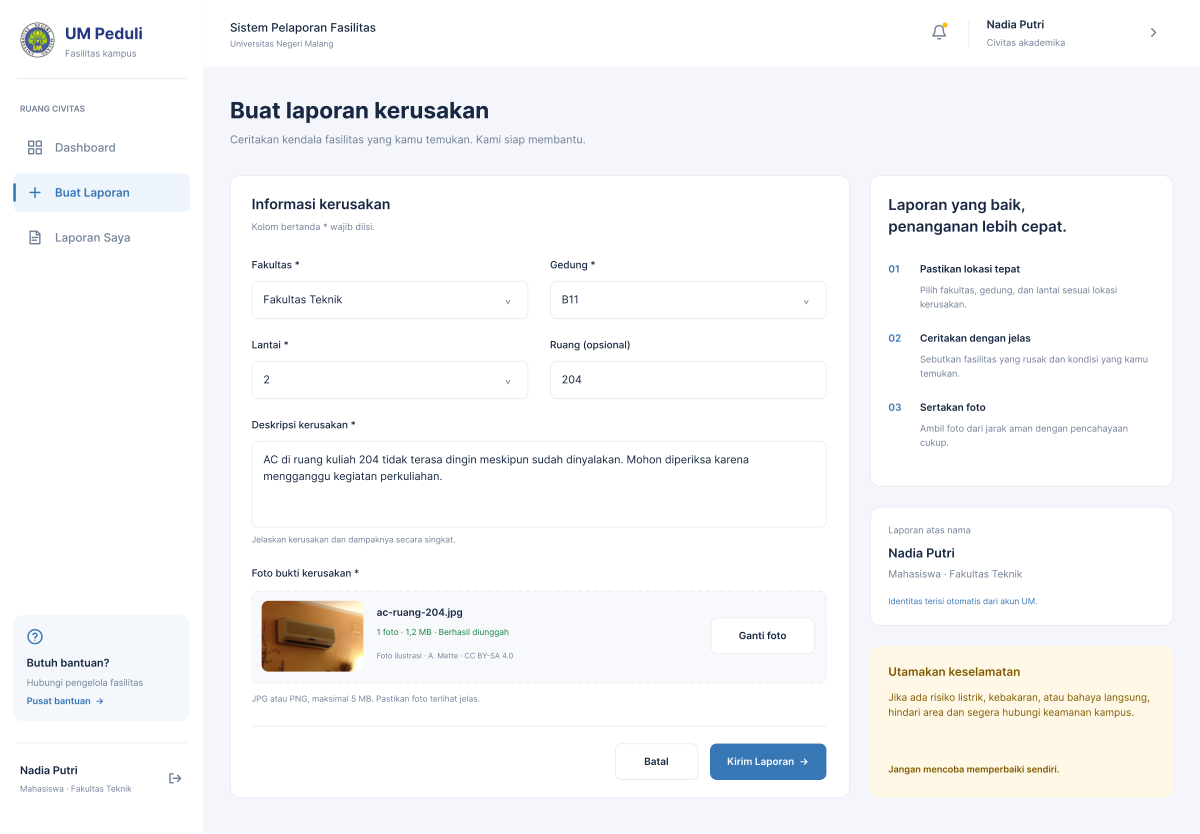 UM Peduli
Fasilitas kampus
RUANG CIVITAS
Dashboard
Buat Laporan
Laporan Saya
Butuh bantuan?
Hubungi pengelola fasilitas
Pusat bantuan →
Nadia Putri
Mahasiswa · Fakultas Teknik
Sistem Pelaporan Fasilitas
Universitas Negeri Malang
Nadia Putri
Civitas akademika
Buat laporan kerusakan
Ceritakan kendala fasilitas yang kamu temukan. Kami siap membantu.
Informasi kerusakan
Kolom bertanda * wajib diisi.
Fakultas *
Gedung *
Fakultas Teknik
B11
Lantai *
Ruang (opsional)
2
204
Deskripsi kerusakan *
AC di ruang kuliah 204 tidak terasa dingin meskipun sudah dinyalakan. Mohon diperiksa karena
mengganggu kegiatan perkuliahan.
Jelaskan kerusakan dan dampaknya secara singkat.
Foto bukti kerusakan *
ac-ruang-204.jpg
1 foto · 1,2 MB · Berhasil diunggah
Foto ilustrasi · A. Mette · CC BY-SA 4.0
Ganti foto
JPG atau PNG, maksimal 5 MB. Pastikan foto terlihat jelas.
Batal
Kirim Laporan →
Laporan yang baik,
penanganan lebih cepat.
01 Pastikan lokasi tepat
Pilih fakultas, gedung, dan lantai sesuai lokasi
kerusakan.
02 Ceritakan dengan jelas
Sebutkan fasilitas yang rusak dan kondisi yang kamu
temukan.
03 Sertakan foto
Ambil foto dari jarak aman dengan pencahayaan
cukup.
Laporan atas nama
Nadia Putri
Mahasiswa · Fakultas Teknik
Identitas terisi otomatis dari akun UM.
Utamakan keselamatan
Jika ada risiko listrik, kebakaran, atau bahaya langsung,
hindari area dan segera hubungi keamanan kampus.
Jangan mencoba memperbaiki sendiri.